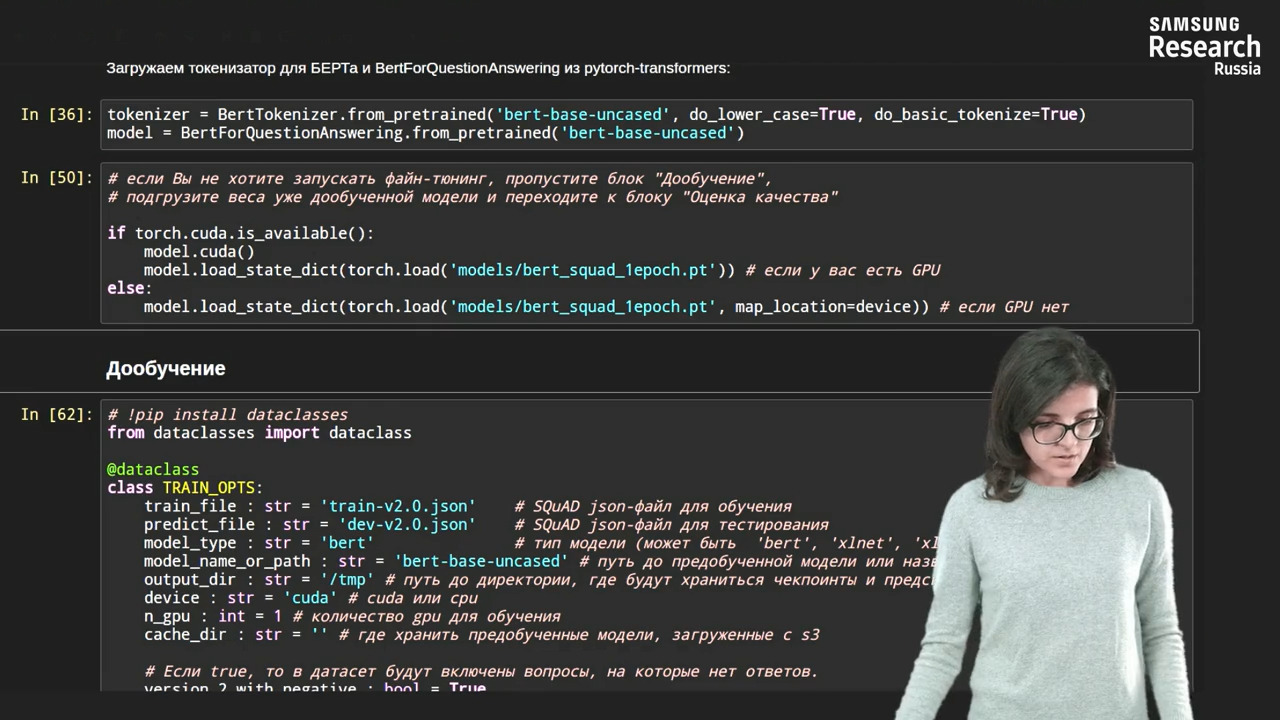 SAMSUNG
Research
Russia
Загружаем токенизатор для БЕРТа и BertForQuestionAnswering из pytorch-transformers:
In [36]: tokenizer = BertTokenizer.from_pretrained('bert-base-uncased', do_lower_case=True, do_basic_tokenize=True)
model = BertForQuestionAnswering.from_pretrained('bert-base-uncased')
In [50]: # если Вы не хотите запускать файн-тюнинг, пропустите блок "Дообучение",
# подгрузите веса уже дообученной модели и переходите к блоку "Оценка качества"
if torch.cuda.is_available():
model.cuda()
model.load_state_dict(torch.load('models/bert_squad_1epoch.pt')) # если у вас есть GPU
else:
model.load_state_dict(torch.load('models/bert_squad_1epoch.pt', map_location=device)) # если GPU нет
Дообучение
In [62]: # !pip install dataclasses
from dataclasses import dataclass
@dataclass
class TRAIN_OPTS:
train_file : str = 'train-v2.0.json' # SQuAD json-файл для обучения
predict_file : str = 'dev-v2.0.json' # SQuAD json-файл для тестирования
model_type : str = 'bert' # тип модели (может быть 'bert', 'xlnet',
model_name_or_path : str = 'bert-base-uncased' # путь до предобученной модели или
output_dir : str = '/tmp' # путь до директории, где будут храниться чекпоинты и
device : str = 'cuda' # cuda или cpu
n_gpu : int = 1 # количество gpu для обучения
cache_dir : str = '' # где хранить предобученные модели, загруженные с s3
# Если true, то в датасет будут включены вопросы, на которые нет ответов.
version_2_with_negative : bool = True